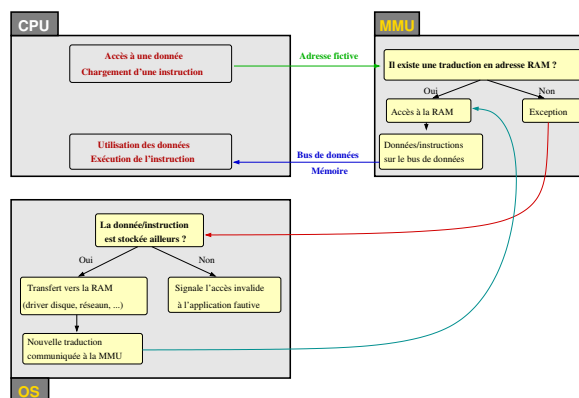 CPU
Accès à une donnée
Chargement d'une instruction
Utilisation des données
Exécution de l'instruction
Adresse fictive
Bus de données
Mémoire
MMU
Il existe une traduction en adresse RAM ?
Oui
Non
Accès à la RAM
Exception
Données/instructions
sur le bus de données
La donnée/instruction
est stockée ailleurs ?
Oui
Non
Transfert vers la RAM
(driver disque, réseaun, ...)
Signale l'accès invalide
à l'application fautive
Nouvelle traduction
communiquée à la MMU
OS